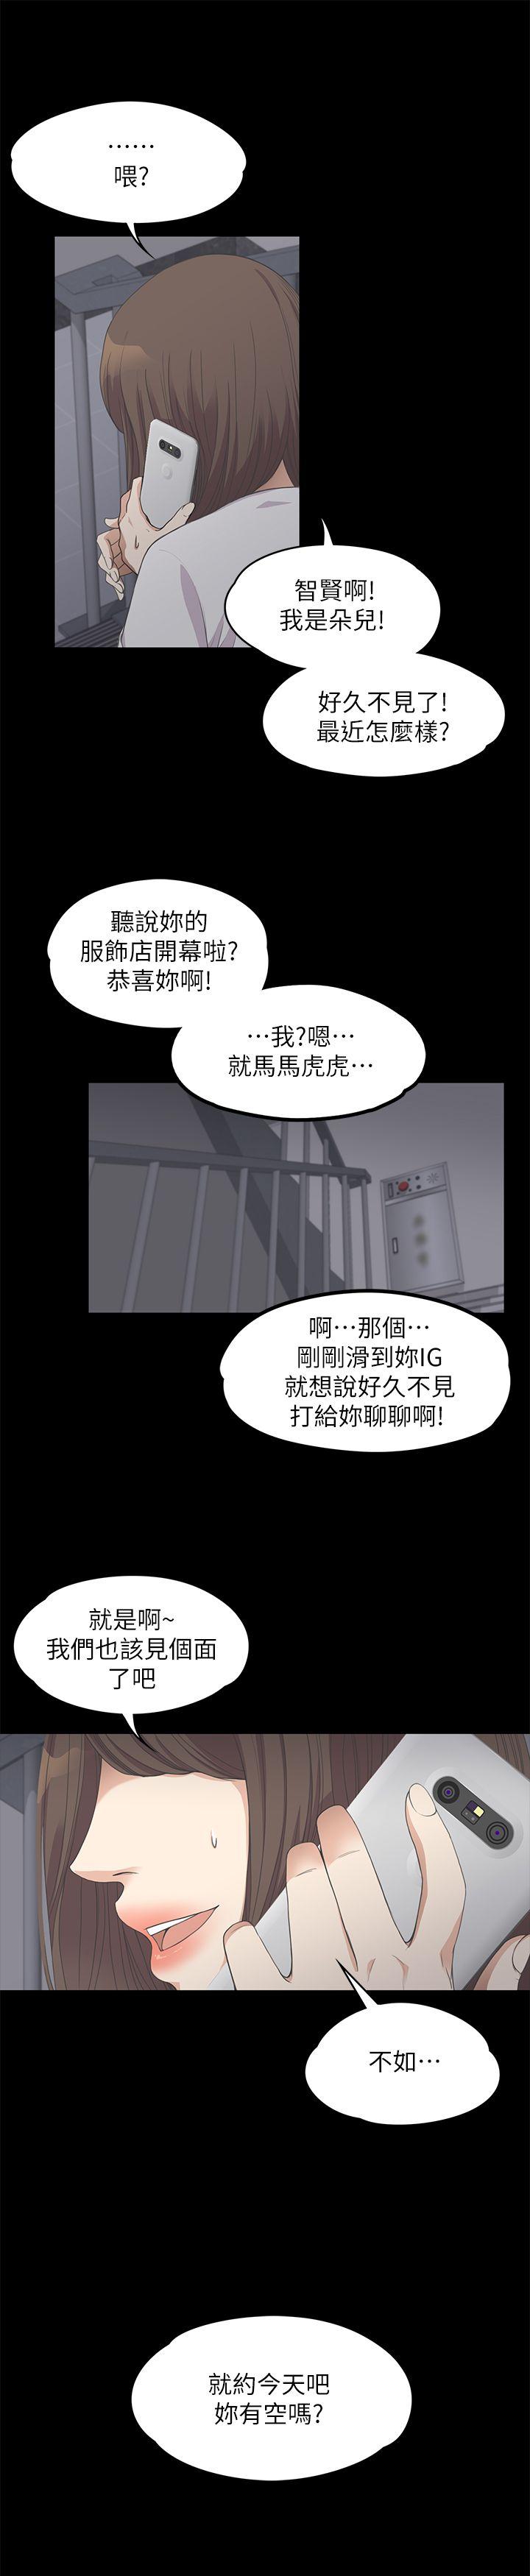 ……
喂?
智賢啊!
我是朵兒!
好久不見了!
最近怎麼樣?
聽說妳的
服飾店開幕啦?
恭喜妳啊!
…我?嗯…
就馬馬虎虎…
啊…那個…
剛剛滑到妳IG
就想說好久不見
打給妳聊聊啊!
就是啊~
我們也該見個面
了吧
不如…
就約今天吧
妳有空嗎?